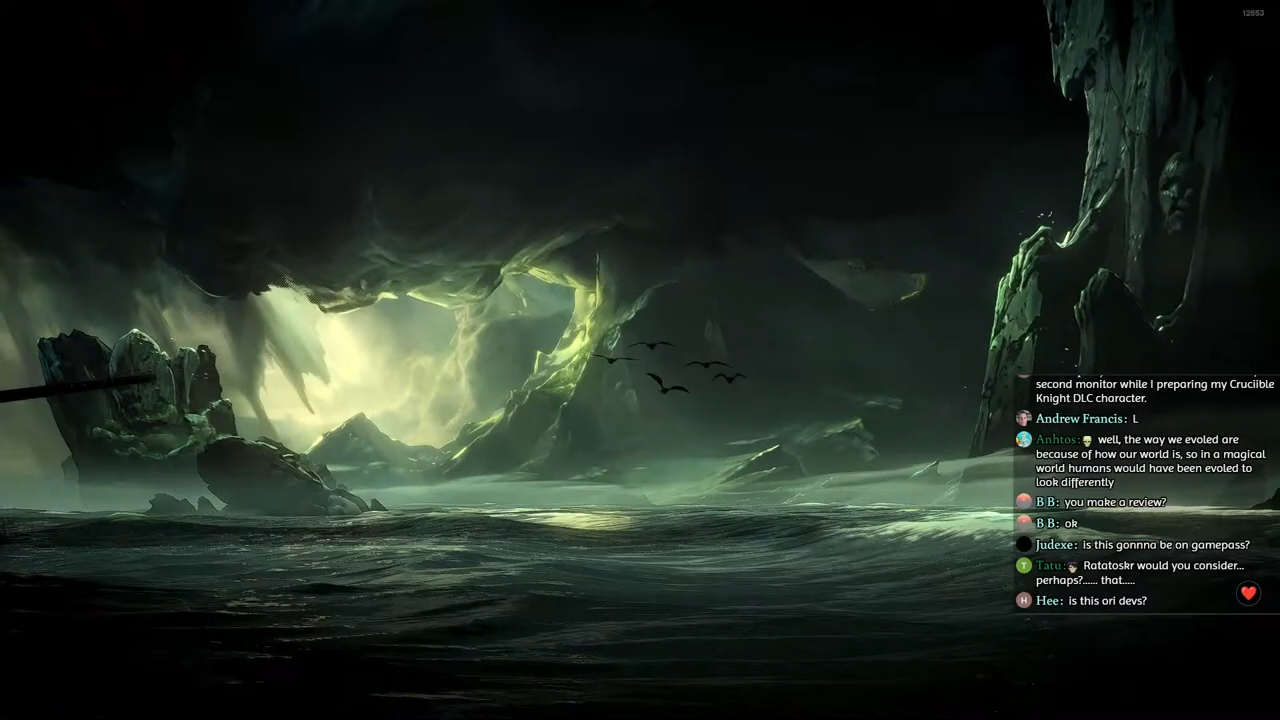 12653
second monitor while I preparing my Cruciible
Knight DLC character.
Andrew Francis: L
Anhtos: well, the way we evoled are
because of how our world is, so in a magical
world humans would have been evoled to
look differently
B B: you make a review?
B B: ok
Judexe: is this gonnna be on gamepass?
T Tatu: Ratatoskr would you consider...
perhaps?...... that.....
H Hee: is this ori devs?